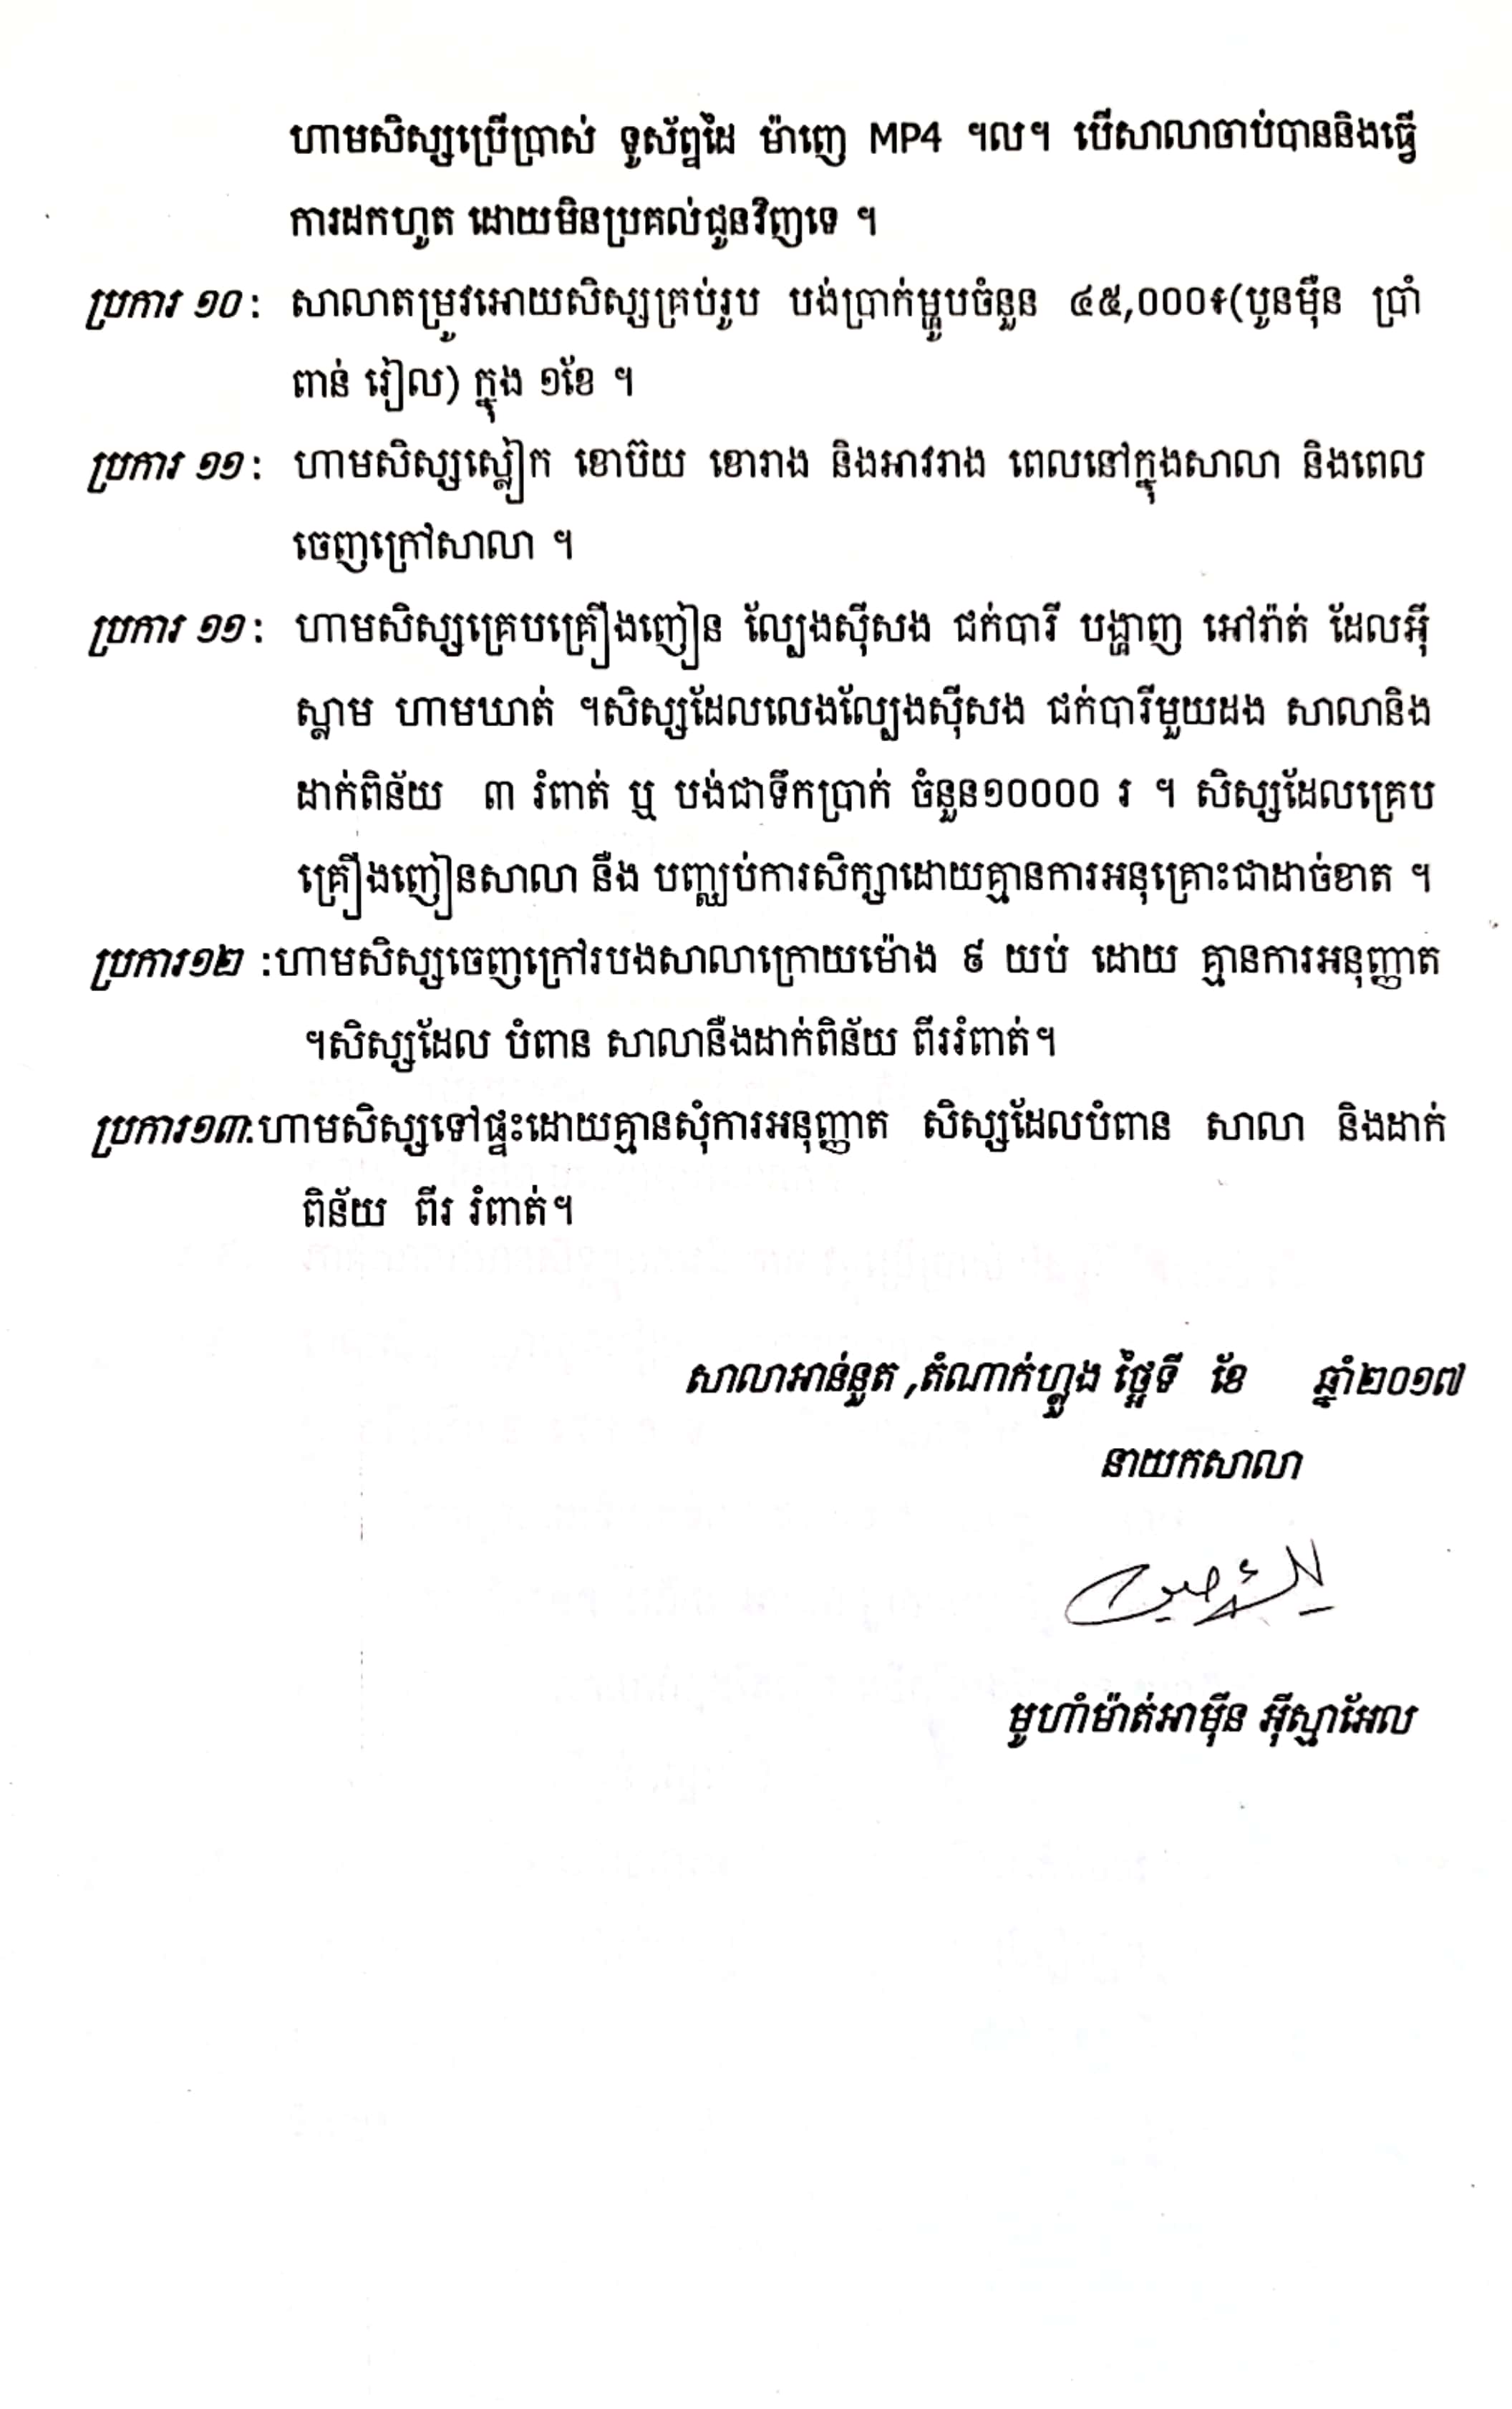 ហាមសិស្សប្រើប្រាស់ ទូស័ព្ទដៃ ម៉ាញេ MP4 ។ល។ បើសាលាចាប់បាននិងធ្វើ
ការដកហូត ដោយមិនប្រគល់ជូនវិញទេ ។
ប្រការ ១០ : សាលាតម្រូវអោយសិស្សគ្រប់រូប បង់ប្រាក់ម្ហូបចំនួន ៤៥,០០០៛(បូនម៉ឺន ប្រាំ
ពាន់ រៀល) ក្នុង ១ខែ ។
ប្រការ ១១ : ហាមសិស្សស្លៀក ខោប៊យ ខោរាង និងអាវរាង ពេលនៅក្នុងសាលា និងពេល
ចេញក្រៅសាលា ។
ប្រការ ១១ : ហាមសិស្សគ្រេបគ្រឿងញៀន ល្បែងស៊ីសង ជក់បារី បង្ហាញ អៅរ៉ាត់ ដែលអ៊ី
ស្លាម ហាមឃាត់ ។សិស្សដែលលេងល្បែងស៊ីសង ជក់បារីមួយដង សាលានិង
ដាក់ពិន័យ ៣ រំពាត់ ឬ បង់ជាទឹកប្រាក់ ចំនួន១០០០០ រ ។ សិស្សដែលគ្រេប
គ្រឿងញៀនសាលា នឹង បញ្ឈប់ការសិក្សាដោយគ្មានការអនុគ្រោះជាដាច់ខាត ។
ប្រការ១២ :ហាមសិស្សចេញក្រៅរបងសាលាក្រោយម៉ោង ៩ យប់ ដោយ គ្មានការអនុញ្ញាត
។សិស្សដែល បំពាន សាលានឹងដាក់ពិន័យ ពីររំពាត់។
ប្រការ១៣:ហាមសិស្សទៅផ្ទះដោយគ្មានសុំការអនុញ្ញាត សិស្សដែលបំពាន សាលា និងដាក់
ពិន័យ ពីរ រំពាត់។
សាលាអាន់នួត ,តំណាក់ហ្លួង ថ្ងៃទី ខែ ឆ្នាំ២០១៧
នាយកសាលា
មូហាំម៉ាត់អាម៉ីន អ៊ីស្មាអែល